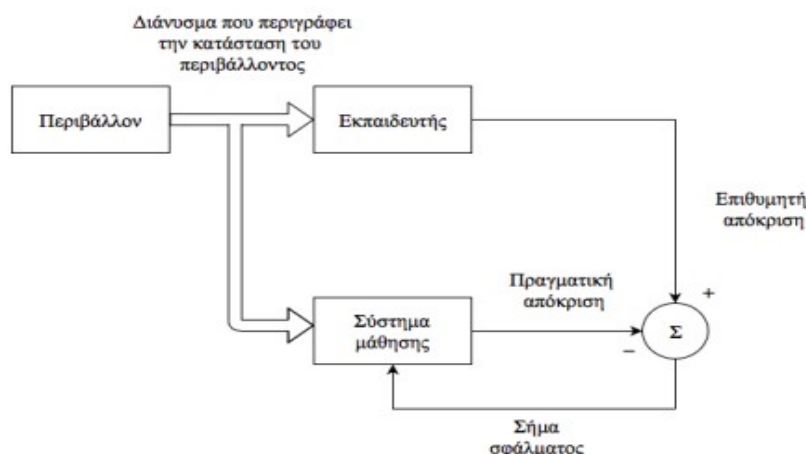 Διάνυσμα που περιγράφει
την κατάσταση του
περιβάλλοντος
Περιβάλλον
Εκπαιδευτής
Επιθυμητή
απόκριση
Πραγματική
απόκριση
+
Σύστημα
μάθησης
Σ
−
Σήμα
σφάλματος